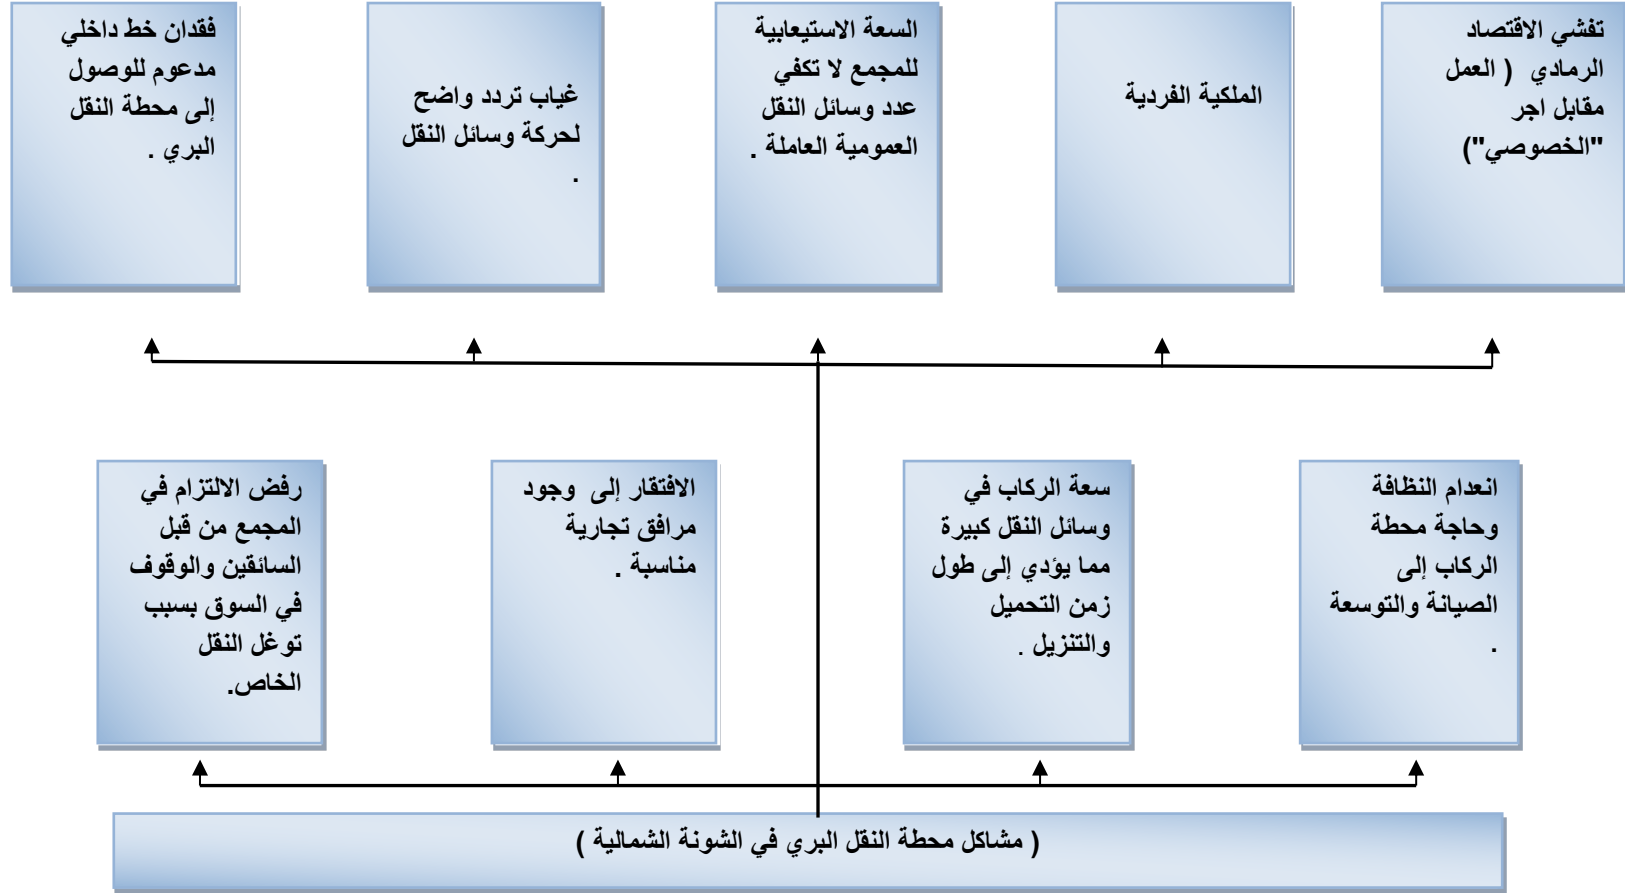 تفشي الاقتصاد
الرمادي ( العمل
مقابل اجر
"الخصوصي")
الملكية الفردية
السعة الاستيعابية
للمجمع لا تكفي
عدد وسائل النقل
العمومية العاملة .
غياب تردد واضح
لحركة وسائل النقل
.
فقدان خط داخلي
مدعوم للوصول
إلى محطة النقل
البري .
انعدام النظافة
وحاجة محطة
الركاب إلى
الصيانة والتوسعة
.
سعة الركاب في
وسائل النقل كبيرة
مما يؤدي إلى طول
زمن التحميل
والتنزيل .
الافتقار إلى وجود
مرافق تجارية
مناسبة .
رفض الالتزام في
المجمع من قبل
السائقين والوقوف
في السوق بسبب
توغل النقل
الخاص.
( مشاكل محطة النقل البري في الشونة الشمالية )